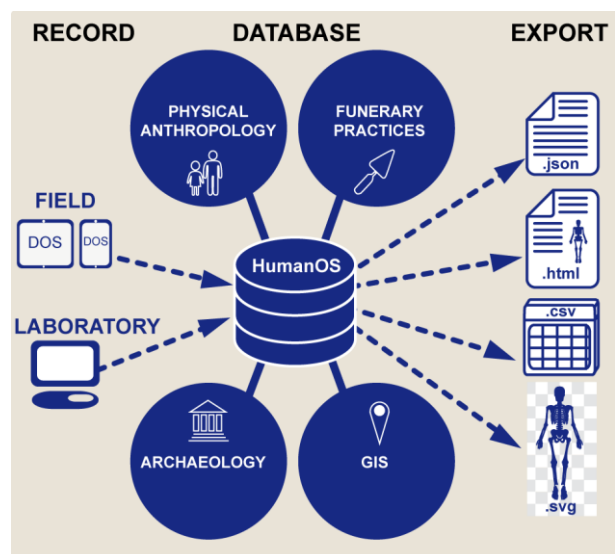 RECORD
DATABASE
EXPORT
PHYSICAL
ANTHROPOLOGY
FUNERARY
PRACTICES
.json
FIELD
DOS
DOS
HumanOS
.html
LABORATORY
.csv
ARCHAEOLOGY
GIS
.svg